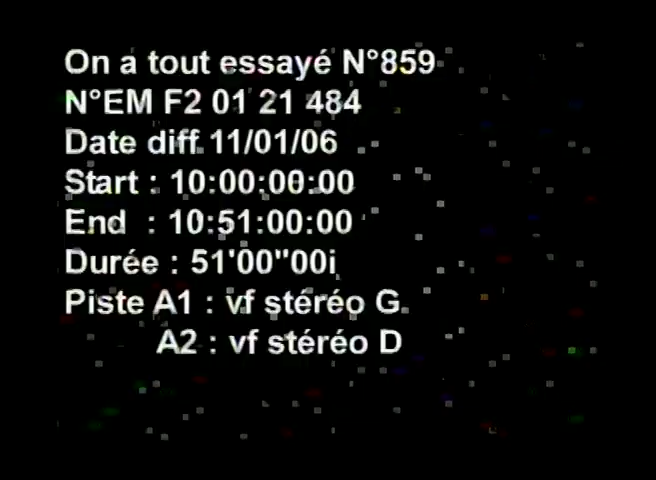 On a tout essayé N°859
N°EM F2 01 21 484
Date diff 11/01/06
Start : 10:00:00:00
End : 10:51:00:00
Durée : 51'00"00i
Piste A1 : vf stéréo G
A2 : vf stéréo D